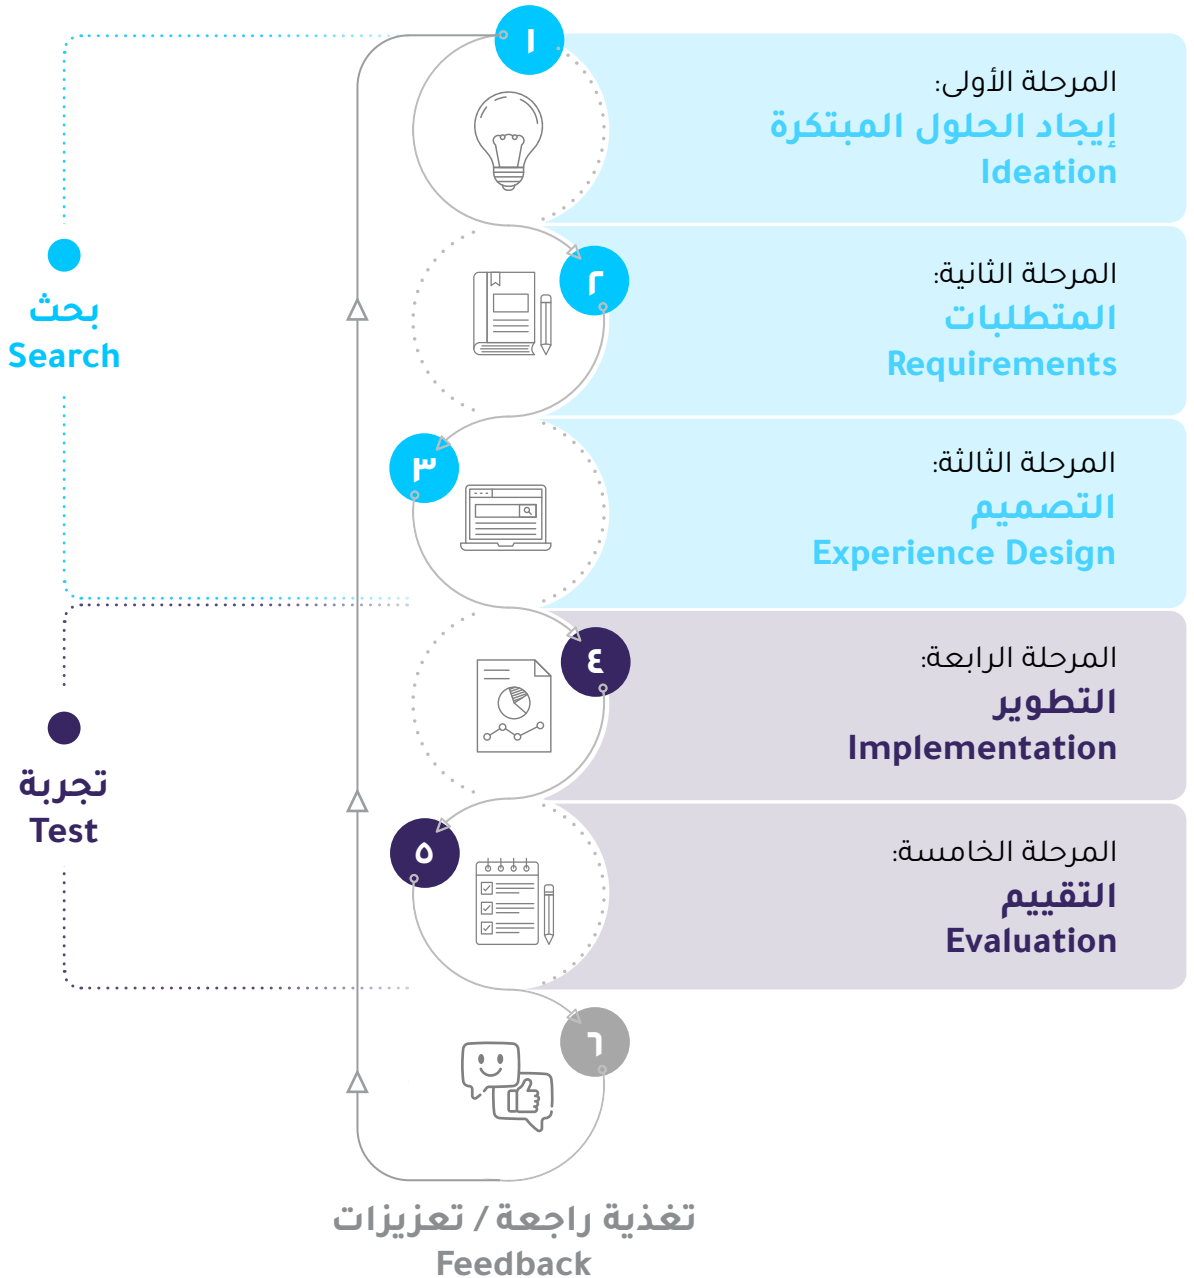 ١
المرحلة الأولى:
إيجاد الحلول المبتكرة
Ideation
٢
المرحلة الثانية:
المتطلبات
Requirements
بحث
Search
٣
المرحلة الثالثة:
التصميم
Experience Design
٤
المرحلة الرابعة:
التطوير
Implementation
تجربة
Test
٥
المرحلة الخامسة:
التقييم
Evaluation
٦
تغذية راجعة / تعزيزات
Feedback